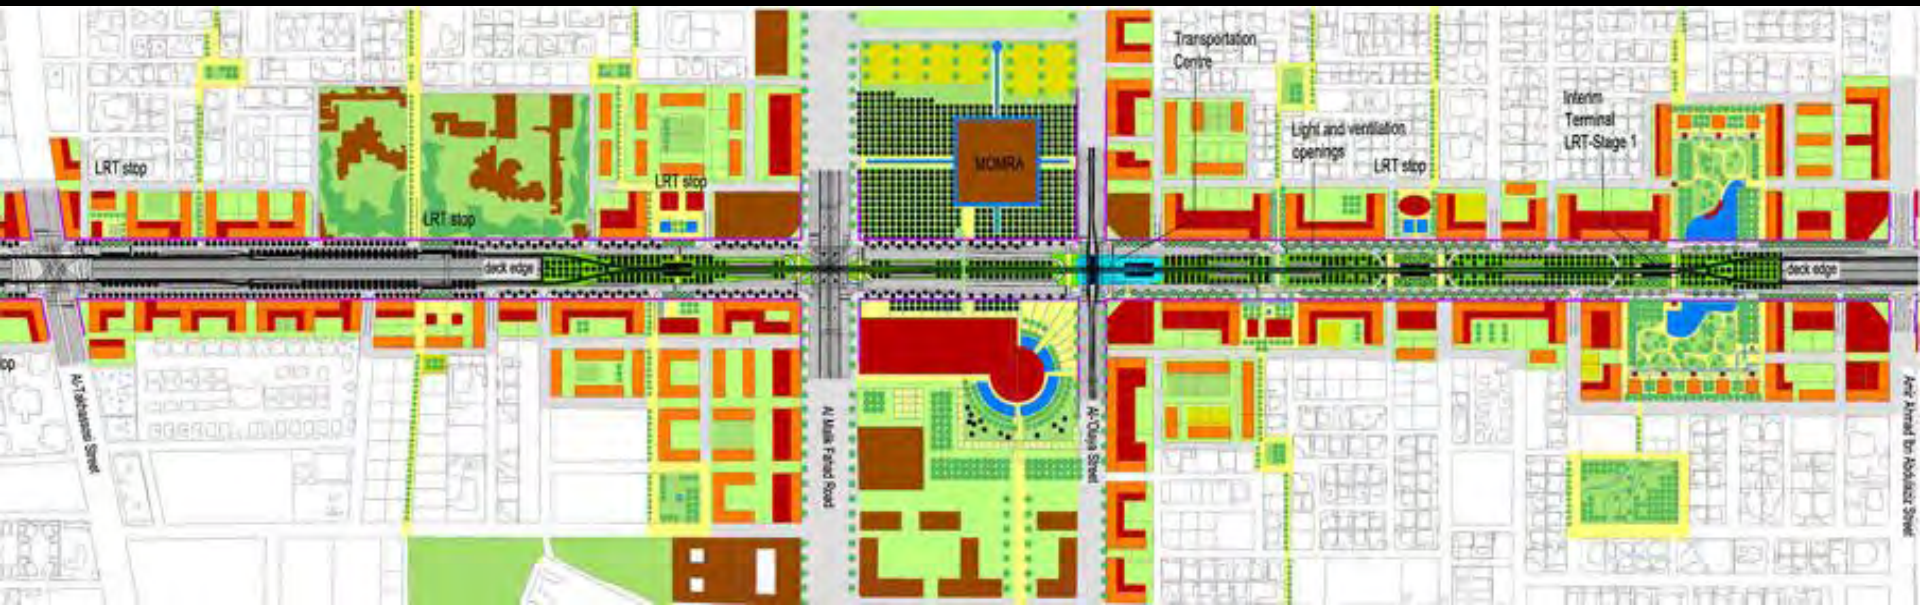 Transportation
Centre
Interim
Terminal
LRT-Stage 1
Light and ventilation
openings
LRT stop
LRT stop
LRT stop
LRT stop
MOMRA
deck edge
deck edge
op
Al-Takhassusi Street
Al Malik Fahad Road
Al-'Olaya Street
Amir Ahmad Ibn Abdulaziz Street